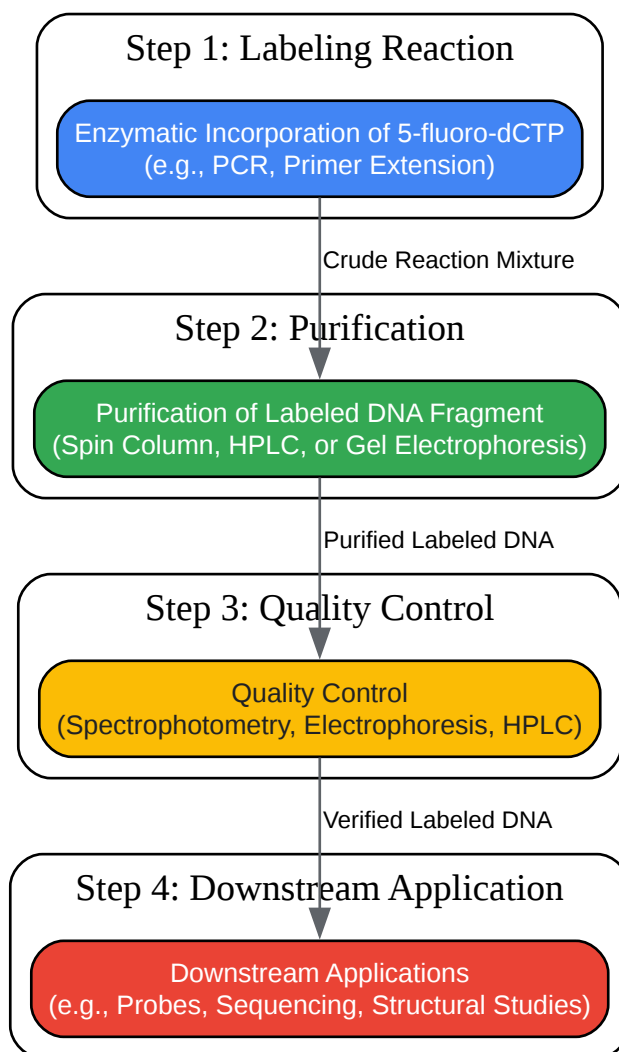 Step 1: Labeling Reaction
Enzymatic Incorporation of 5-fluoro-dCTP
(e.g., PCR, Primer Extension)
Crude Reaction Mixture
Step 2: Purification
Purification of Labeled DNA Fragment
(Spin Column, HPLC, or Gel Electrophoresis)
Purified Labeled DNA
Step 3: Quality Control
Quality Control
(Spectrophotometry, Electrophoresis, HPLC)
Verified Labeled DNA
Step 4: Downstream Application
Downstream Applications
(e.g., Probes, Sequencing, Structural Studies)